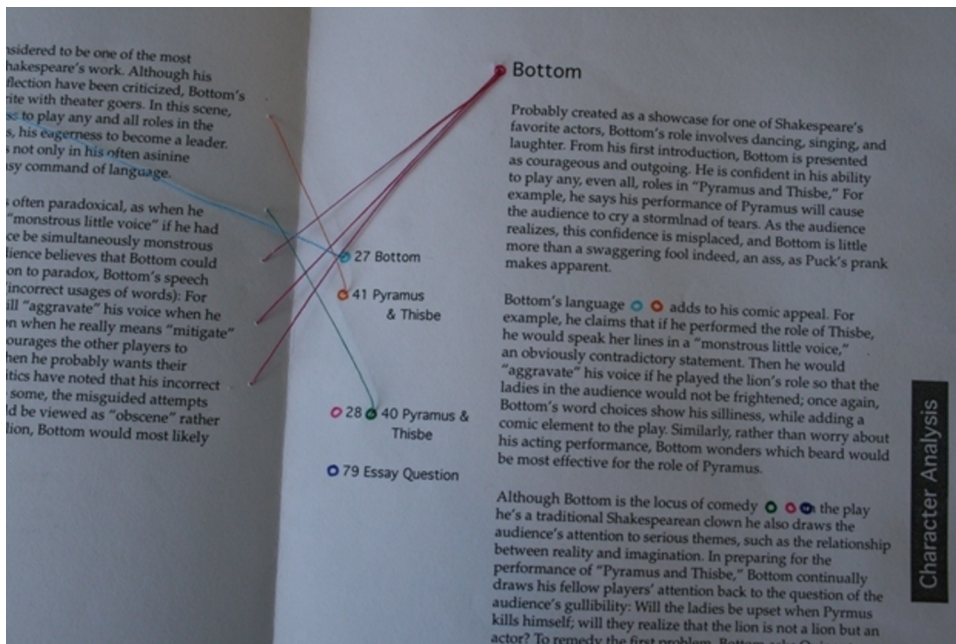 nsidered to be one of the most
hakespeare's work. Although his
flection have been criticized, Bottom's
rite with theater goers. In this scene,
ss to play any and all roles in the
s, his eagerness to become a leader.
s not only in his often asinine
sy command of language.
s often paradoxical, as when he
"monstrous little voice" if he had
ce be simultaneously monstrous
lience believes that Bottom could
on to paradox, Bottom's speech
incorrect usages of words): For
ill "aggravate" his voice when he
n when he really means "mitigate"
ourages the other players to
hen he probably wants their
itics have noted that his incorrect
some, the misguided attempts
ld be viewed as "obscene" rather
lion, Bottom would most likely
27 Bottom
41 Pyramus
& Thisbe
28 40 Pyramus &
Thisbe
79 Essay Question
Bottom
Probably created as a showcase for one of Shakespeare's
favorite actors, Bottom's role involves dancing, singing, and
laughter. From his first introduction, Bottom is presented
as courageous and outgoing. He is confident in his ability
to play any, even all, roles in "Pyramus and Thisbe," For
example, he says his performance of Pyramus will cause
the audience to cry a stormlnad of tears. As the audience
realizes, this confidence is misplaced, and Bottom is little
more than a swaggering fool indeed, an ass, as Puck's prank
makes apparent.
Bottom's language adds to his comic appeal. For
example, he claims that if he performed the role of Thisbe,
he would speak her lines in a "monstrous little voice,"
an obviously contradictory statement. Then he would
"aggravate" his voice if he played the lion's role so that the
ladies in the audience would not be frightened; once again,
Bottom's word choices show his silliness, while adding a
comic element to the play. Similarly, rather than worry about
his acting performance, Bottom wonders which beard would
be most effective for the role of Pyramus.
Although Bottom is the locus of comedy the play
he's a traditional Shakespearean clown he also draws the
audience's attention to serious themes, such as the relationship
between reality and imagination. In preparing for the
performance of "Pyramus and Thisbe," Bottom continually
draws his fellow players' attention back to the question of the
audience's gullibility: Will the ladies be upset when Pyrmus
kills himself; will they realize that the lion is not a lion but an
actor? To remedy the first problem, Bottom
Character Analysis